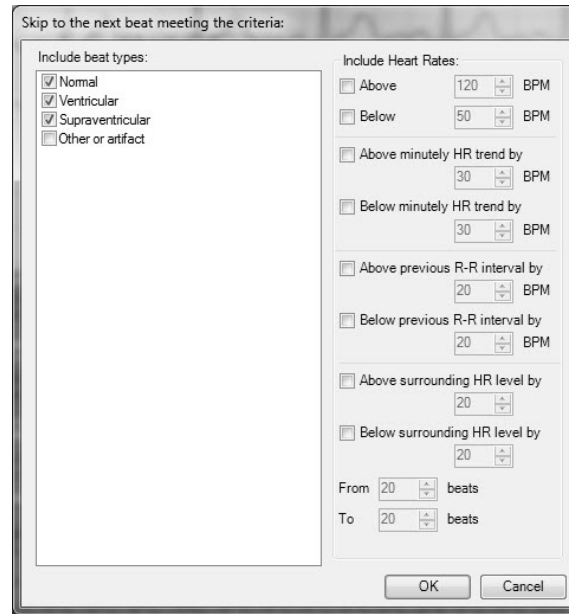 Skip to the next beat meeting the criteria:
Include beat types:
Normal
Ventricular
Supraventricular
Other or artifact
Include Heart Rates:
Above 120 BPM
Below 50 BPM
Above minutely HR trend by
30 BPM
Below minutely HR trend by
30 BPM
Above previous R-R interval by
20 BPM
Below previous R-R interval by
20 BPM
Above surrounding HR level by
20
Below surrounding HR level by
20
From 20 beats
To 20 beats
OK Cancel